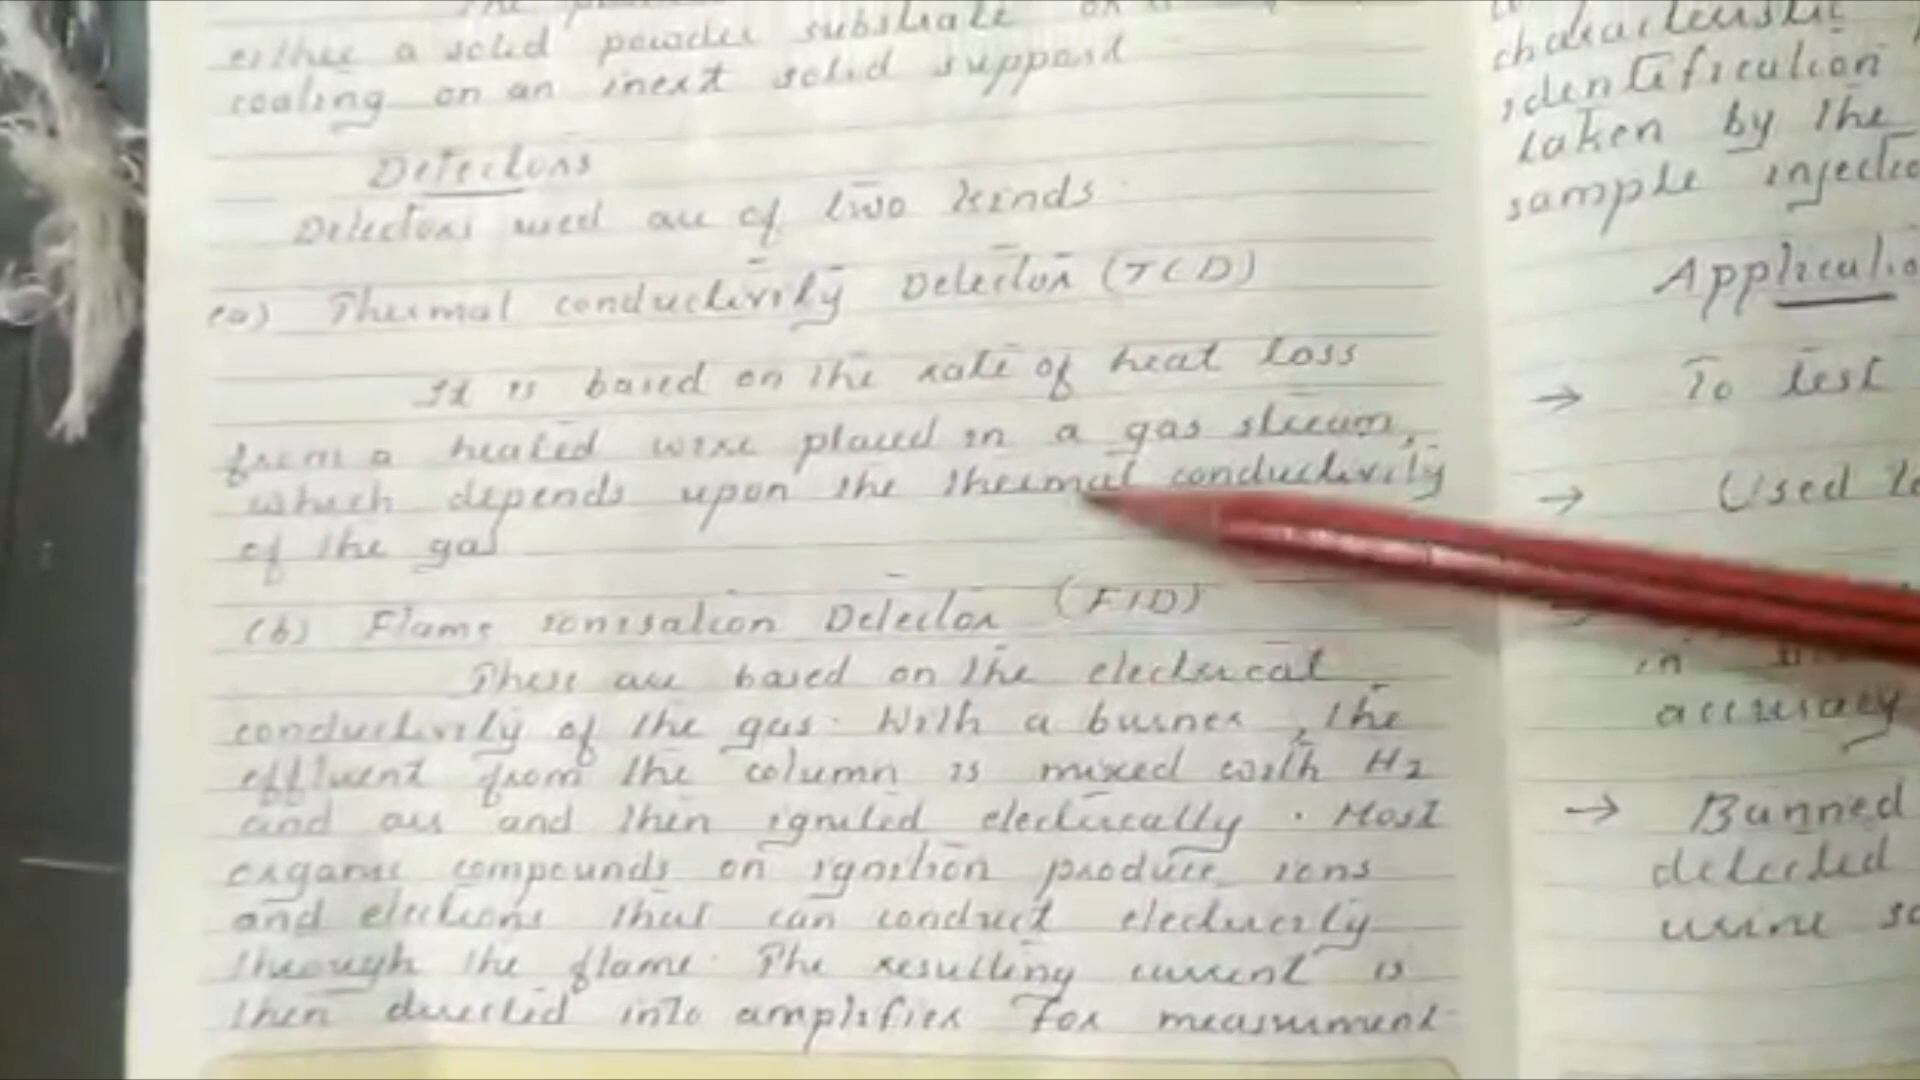 either a solid powder substrate
coating on an inert solid support
Detectors
Detectors used are of two kinds.
(a) Thermal conductivity Detector (TCD)
It is based on the rate of heat loss
from a heated wire placed in a gas stream,
which depends upon the thermal conductivity
of the gas
(b) Flame ionisation Detector (FID)
These are based on the electrical
conductivity of the gas. With a burner, the
effluent from the column is mixed with H2
and air and then ignited electrically. Most
organic compounds on ignition produce ions
and electrons that can conduct electricity
through the flame. The resulting current is
then directed into amplifier For measurment
characteristic
identification
taken by the
sample injected
Applicatio
→ To test
→ Used to
in
accuracy
→ Banned
detected
urine sa